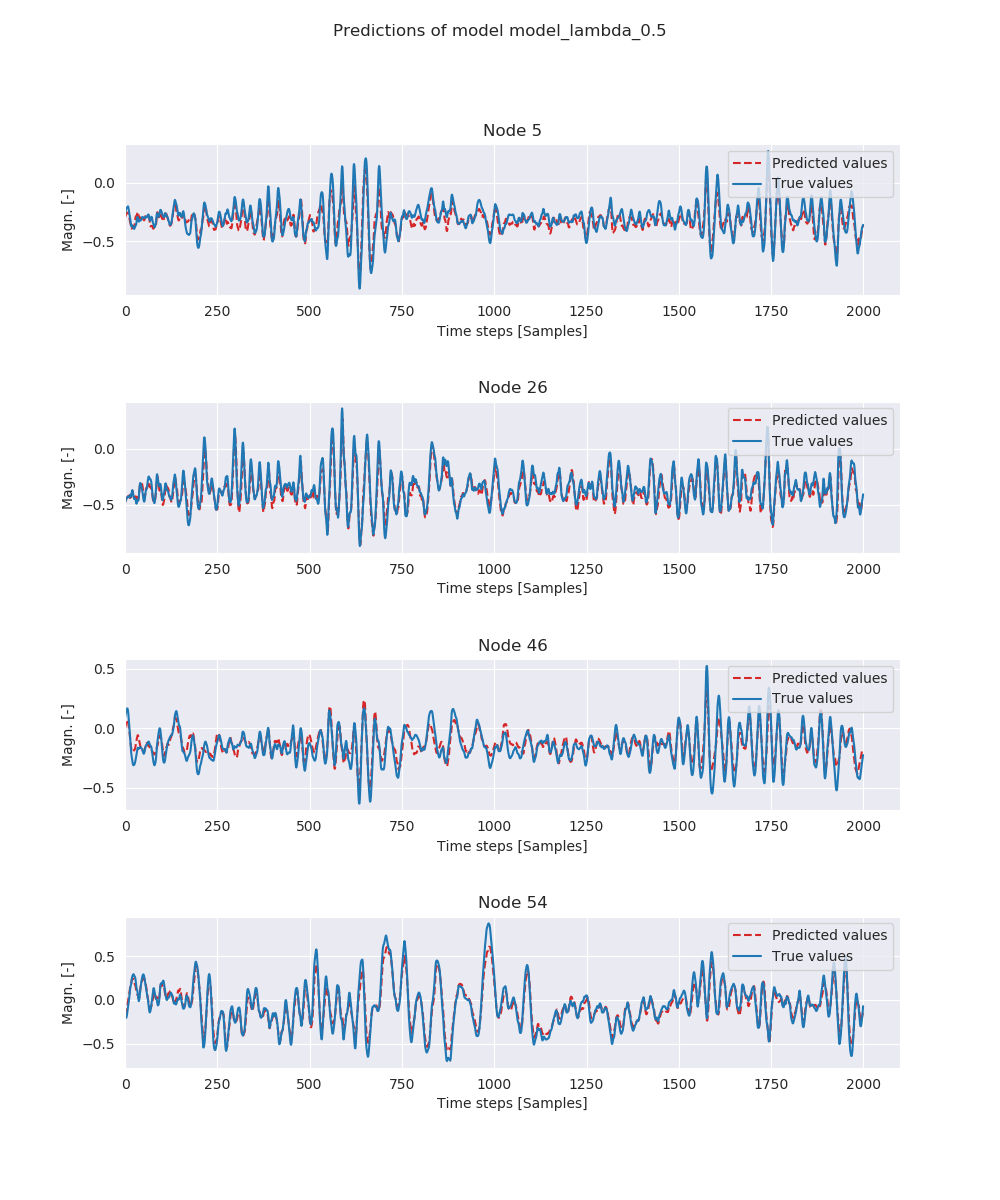 Predictions of model model_lambda_0.5
Node 5
Magn. [-]
0.0
−0.5
Predicted values
True values
0 250 500 750 1000 1250 1500 1750 2000
Time steps [Samples]
Node 26
Magn. [-]
0.0
−0.5
Predicted values
True values
0 250 500 750 1000 1250 1500 1750 2000
Time steps [Samples]
Node 46
Magn. [-]
0.5
0.0
−0.5
Predicted values
True values
0 250 500 750 1000 1250 1500 1750 2000
Time steps [Samples]
Node 54
Magn. [-]
0.5
0.0
−0.5
Predicted values
True values
0 250 500 750 1000 1250 1500 1750 2000
Time steps [Samples]